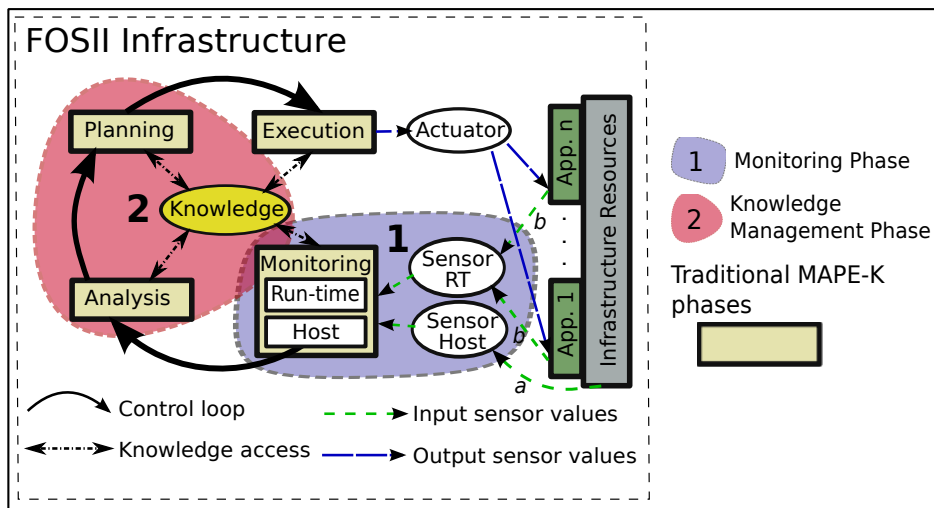 FOSII Infrastructure
Planning
Execution
Actuator
App. n
Infrastructure Resources
2
Knowledge
1
b
.
.
.
Monitoring
Run-time
Host
Sensor
RT
Sensor
Host
Analysis
App. 1
b
a
Control loop
Input sensor values
Knowledge access
Output sensor values
1
Monitoring Phase
2
Knowledge
Management Phase
Traditional MAPE-K
phases